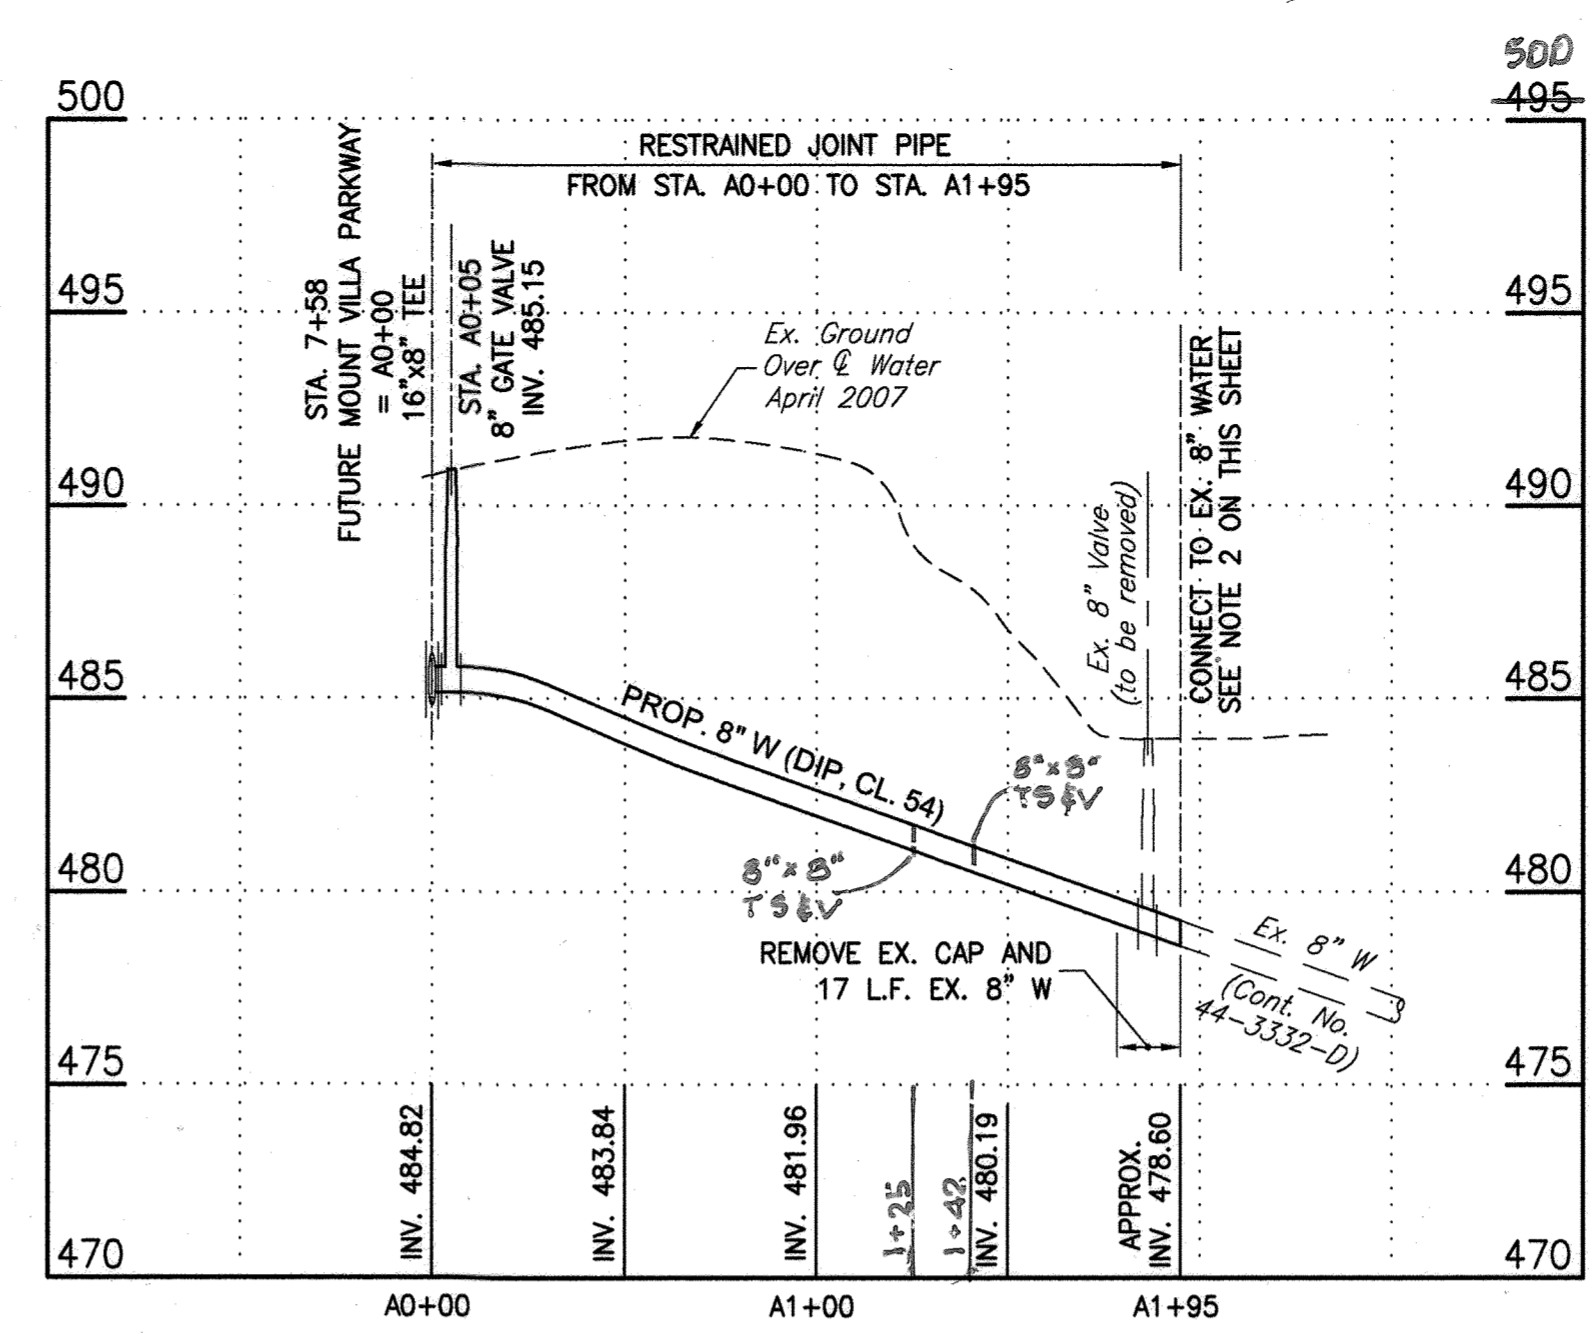 500
500
495
RESTRAINED JOINT PIPE
FROM STA. A0+00 TO STA. A1+95
STA. 7+58
FUTURE MOUNT VILLA PARKWAY
= A0+00
16"x8" TEE
STA. A0+05
8" GATE VALVE
INV. 485.15
495
495
Ex. Ground
Over ℄ Water
April 2007
CONNECT TO EX. 8" WATER
SEE NOTE 2 ON THIS SHEET
Ex. 8" Valve
(to be removed)
490
490
485
485
PROP. 8" W (DIP, CL. 54)
8"x8"
TS&V
8"x8"
TS&V
480
480
REMOVE EX. CAP AND
17 L.F. EX. 8" W
Ex. 8" W
(Cont. No.
44-3332-D)
475
475
INV. 484.82
INV. 483.84
INV. 481.96
1+25
1+42
INV. 480.19
APPROX.
INV. 478.60
470
470
A0+00
A1+00
A1+95